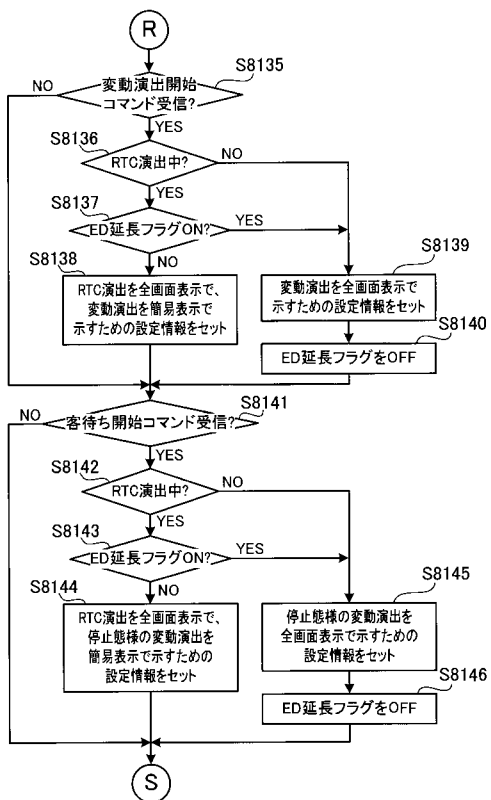 R
S8135
変動演出開始
コマンド受信?
NO
YES
S8136
RTC演出中?
NO
YES
S8137
ED延長フラグON?
YES
NO
S8138
RTC演出を全画面表示で、
変動演出を簡易表示で
示すための設定情報をセット
S8139
変動演出を全画面表示で
示すための設定情報をセット
S8140
ED延長フラグをOFF
S8141
NO
客待ち開始コマンド受信?
YES
S8142
RTC演出中?
NO
YES
S8143
ED延長フラグON?
YES
NO
S8144
RTC演出を全画面表示で、
停止態様の変動演出を
簡易表示で示すための
設定情報をセット
S8145
停止態様の変動演出を
全画面表示で示すための
設定情報をセット
S8146
ED延長フラグをOFF
S